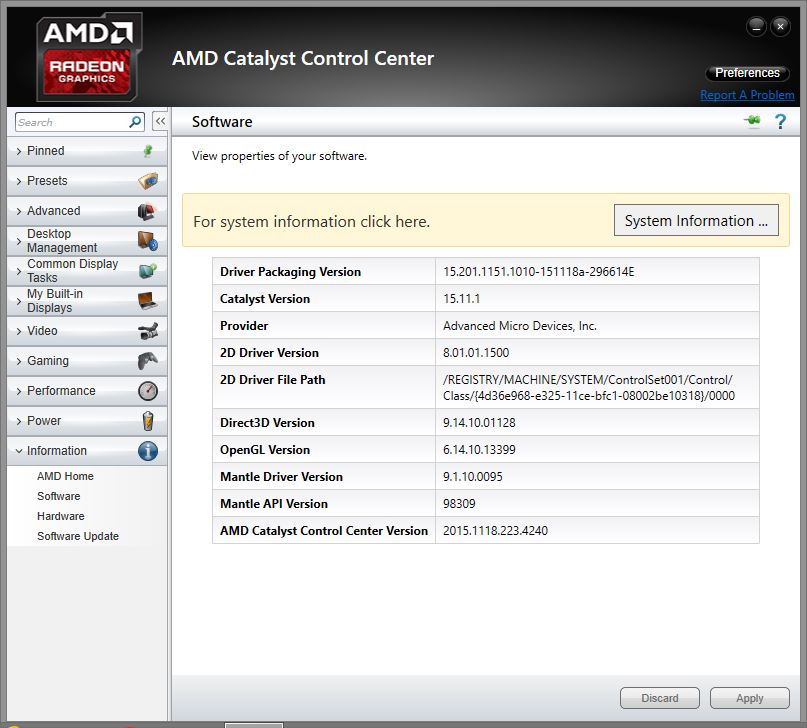 AMD
RADEON
GRAPHICS
AMD Catalyst Control Center
Preferences
Report A Problem
Search
<<
Software
?
Pinned
Presets
Advanced
Desktop
Management
Common Display
Tasks
My Built-in
Displays
Video
Gaming
Performance
Power
Information
AMD Home
Software
Hardware
Software Update
View properties of your software.
For system information click here.
System Information ...
Driver Packaging Version 15.201.1151.1010-151118a-296614E
Catalyst Version 15.11.1
Provider Advanced Micro Devices, Inc.
2D Driver Version 8.01.01.1500
2D Driver File Path /REGISTRY/MACHINE/SYSTEM/ControlSet001/Control/
Class/{4d36e968-e325-11ce-bfc1-08002be10318}/0000
Direct3D Version 9.14.10.01128
OpenGL Version 6.14.10.13399
Mantle Driver Version 9.1.10.0095
Mantle API Version 98309
AMD Catalyst Control Center Version 2015.1118.223.4240
Discard
Apply